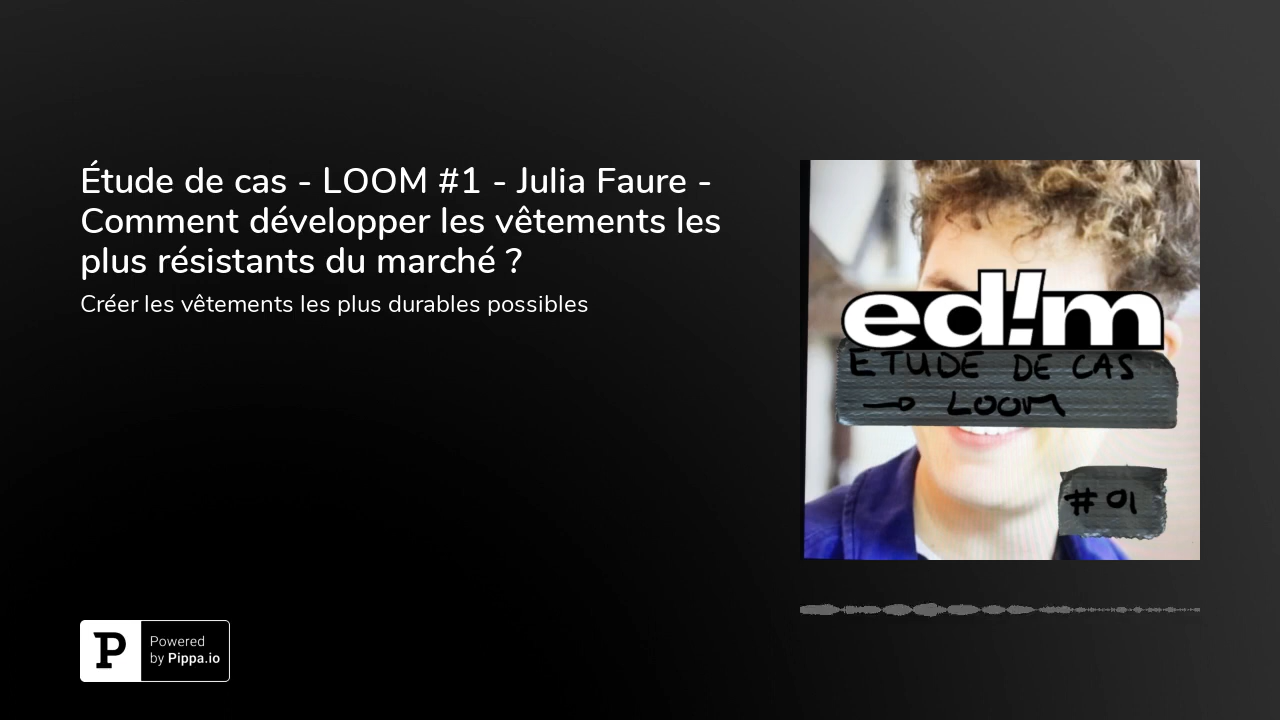 Étude de cas - LOOM #1 - Julia Faure -
Comment développer les vêtements les
plus résistants du marché ?
Créer les vêtements les plus durables possibles
ed!m
ÉTUDE DE CAS
→ LOOM
#01
P
Powered
by Pippa.io